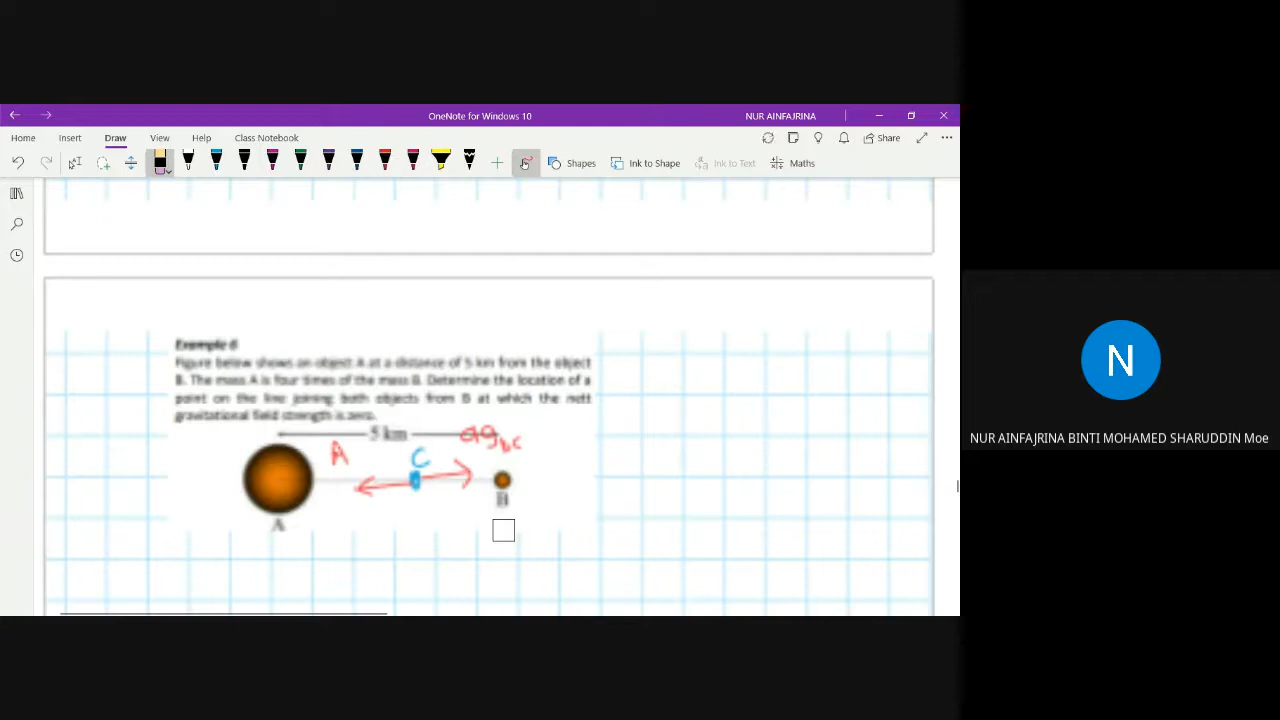 OneNote for Windows 10
NUR AINFAJRINA
Home Insert Draw View Help Class Notebook
Share
Shapes Ink to Shape Ink to Text Maths
Example 6
Figure below shows an object A at a distance of 5 km from the object
B. The mass A is four times of the mass B. Determine the location of a
point on the line joining both objects from B at which the nett
gravitational field strength is zero.
5 km
A
C
B
A
N
NUR AINFAJRINA BINTI MOHAMED SHARUDDIN Moe